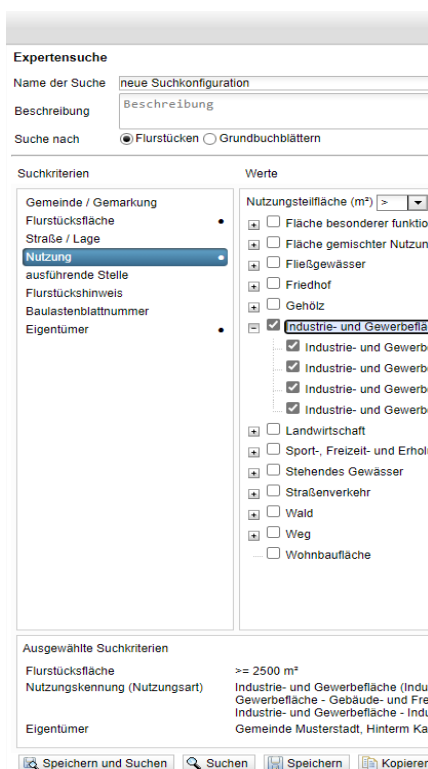 Expertensuche
Name der Suche neue Suchkonfiguration
Beschreibung Beschreibung
Suche nach Flurstücken Grundbuchblättern
Suchkriterien Werte
Gemeinde / Gemarkung
Flurstücksfläche
Straße / Lage
Nutzung
ausführende Stelle
Flurstückshinweis
Baulastenblattnummer
Eigentümer
Nutzungsteilfläche (m²) >
Fläche besonderer funktio
Fläche gemischter Nutzun
Fließgewässer
Friedhof
Gehölz
Industrie- und Gewerbeflä
Industrie- und Gewerbe
Industrie- und Gewerbe
Industrie- und Gewerbe
Industrie- und Gewerbe
Landwirtschaft
Sport-, Freizeit- und Erhol
Stehendes Gewässer
Straßenverkehr
Wald
Weg
Wohnbaufläche
Ausgewählte Suchkriterien
Flurstücksfläche >= 2500 m²
Nutzungskennung (Nutzungsart) Industrie- und Gewerbefläche (Indu
Gewerbefläche - Gebäude- und Fre
Industrie- und Gewerbefläche - Indu
Eigentümer Gemeinde Musterstadt, Hinterm Ka
Speichern und Suchen Suchen Speichern Kopieren